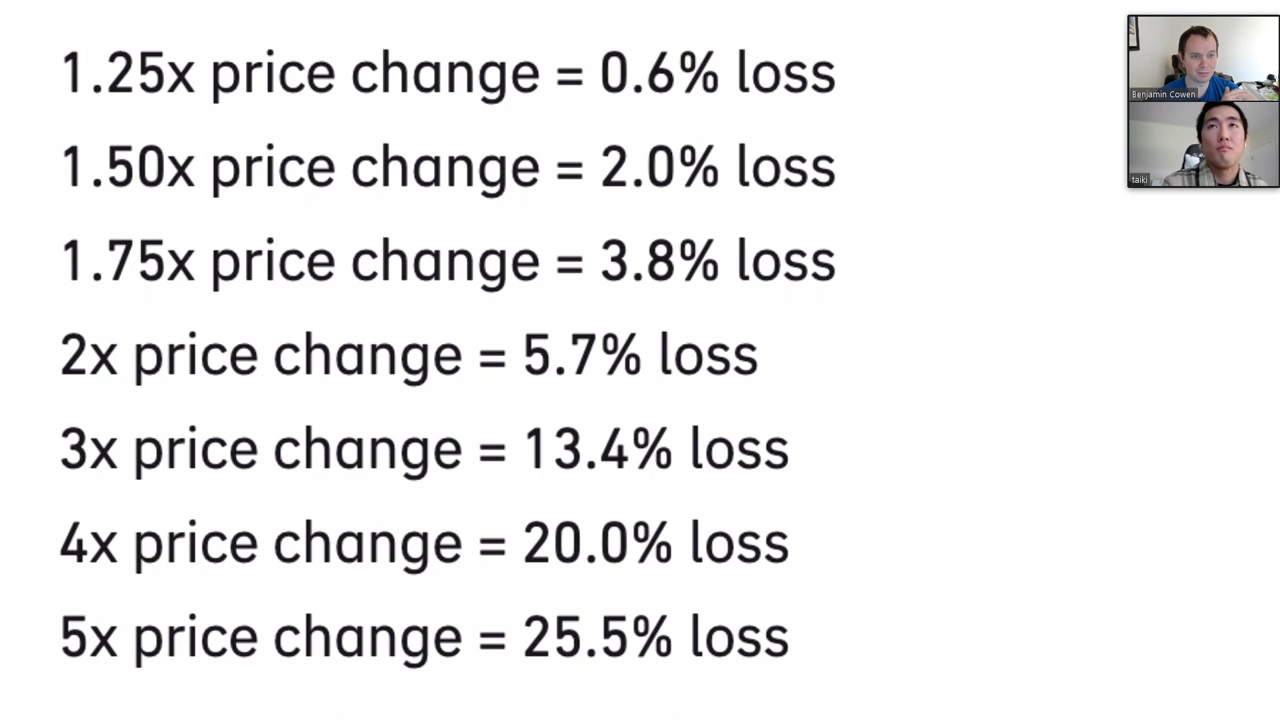 1.25x price change = 0.6% loss
1.50x price change = 2.0% loss
1.75x price change = 3.8% loss
2x price change = 5.7% loss
3x price change = 13.4% loss
4x price change = 20.0% loss
5x price change = 25.5% loss
Benjamin Cowen
taiki